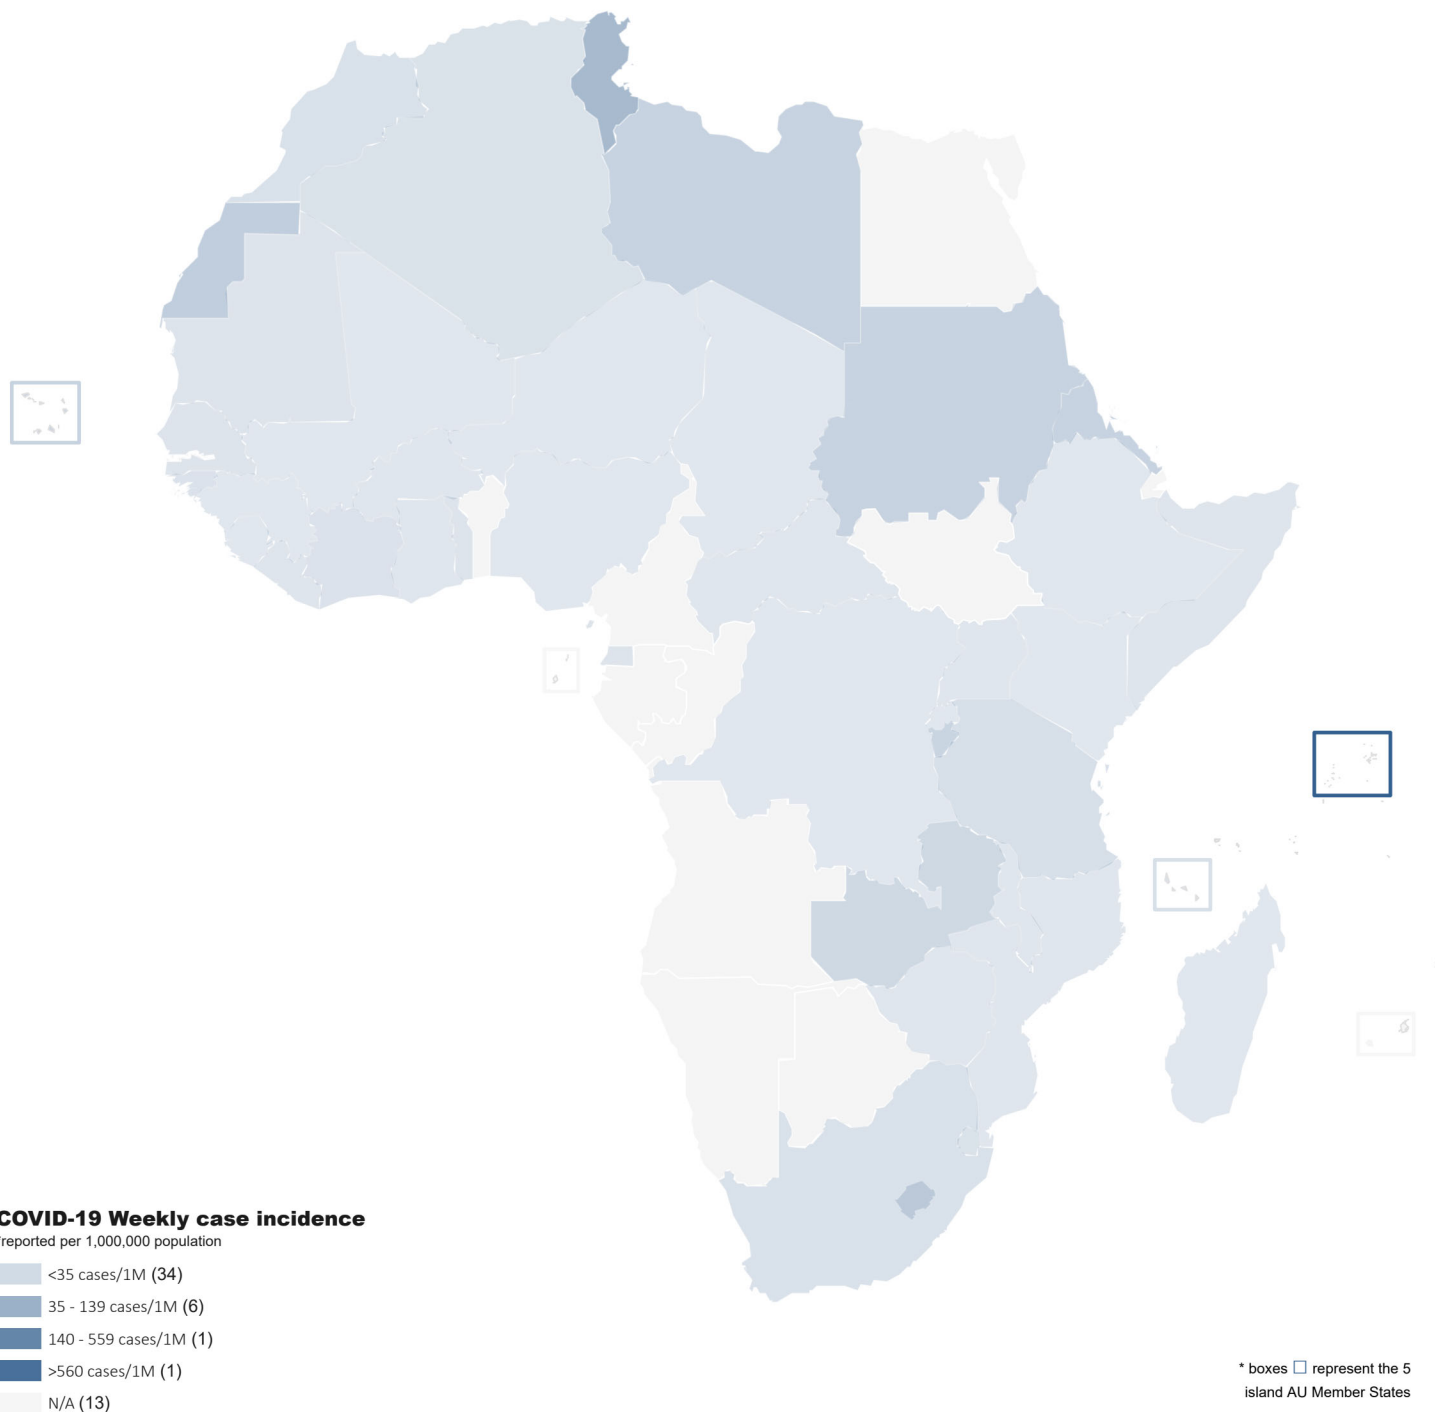 COVID-19 Weekly case incidence
*reported per 1,000,000 population
<35 cases/1M (34)
35 - 139 cases/1M (6)
140 - 559 cases/1M (1)
>560 cases/1M (1)
N/A (13)
* boxes □ represent the 5
island AU Member States